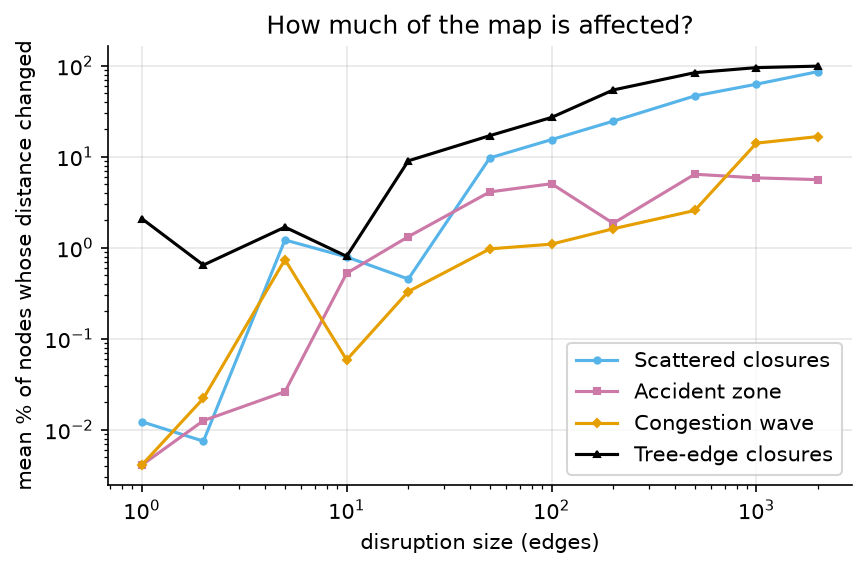 How much of the map is affected?
mean % of nodes whose distance changed
10²
10¹
10⁰
10⁻¹
10⁻²
Scattered closures
Accident zone
Congestion wave
Tree-edge closures
10⁰ 10¹ 10² 10³
disruption size (edges)